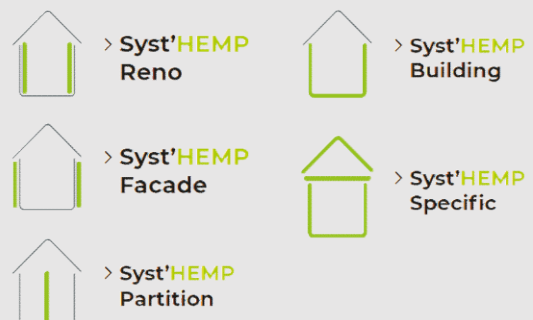 > Syst'HEMP
Reno
> Syst'HEMP
Building
> Syst'HEMP
Facade
> Syst'HEMP
Specific
> Syst'HEMP
Partition